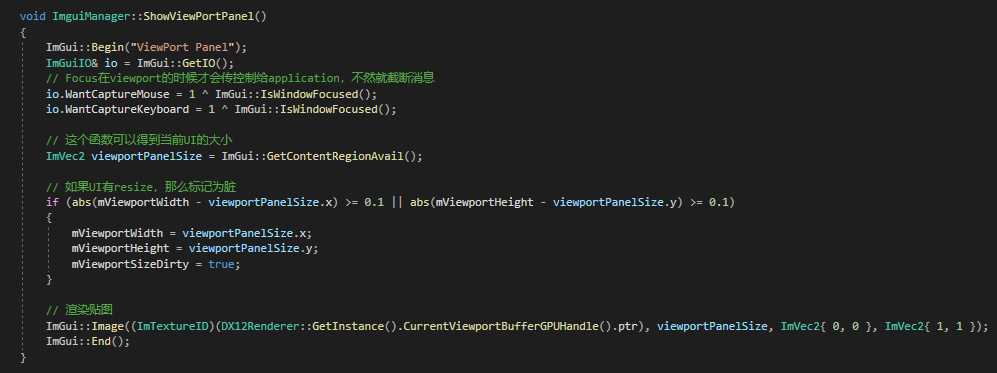 void ImguiManager::ShowViewPortPanel()
{
ImGui::Begin("ViewPort Panel");
ImGuiIO& io = ImGui::GetIO();
// Focus在viewport的时候才会传控制给application，不然就截断消息
io.WantCaptureMouse = 1 ^ ImGui::IsWindowFocused();
io.WantCaptureKeyboard = 1 ^ ImGui::IsWindowFocused();
// 这个函数可以得到当前UI的大小
ImVec2 viewportPanelSize = ImGui::GetContentRegionAvail();
// 如果UI有resize，那么标记为脏
if (abs(mViewportWidth - viewportPanelSize.x) >= 0.1 || abs(mViewportHeight - viewportPanelSize.y) >= 0.1)
{
mViewportWidth = viewportPanelSize.x;
mViewportHeight = viewportPanelSize.y;
mViewportSizeDirty = true;
}
// 渲染贴图
ImGui::Image((ImTextureID)(DX12Renderer::GetInstance().CurrentViewportBufferGPUHandle().ptr), viewportPanelSize, ImVec2{ 0, 0 }, ImVec2{ 1, 1 });
ImGui::End();
}